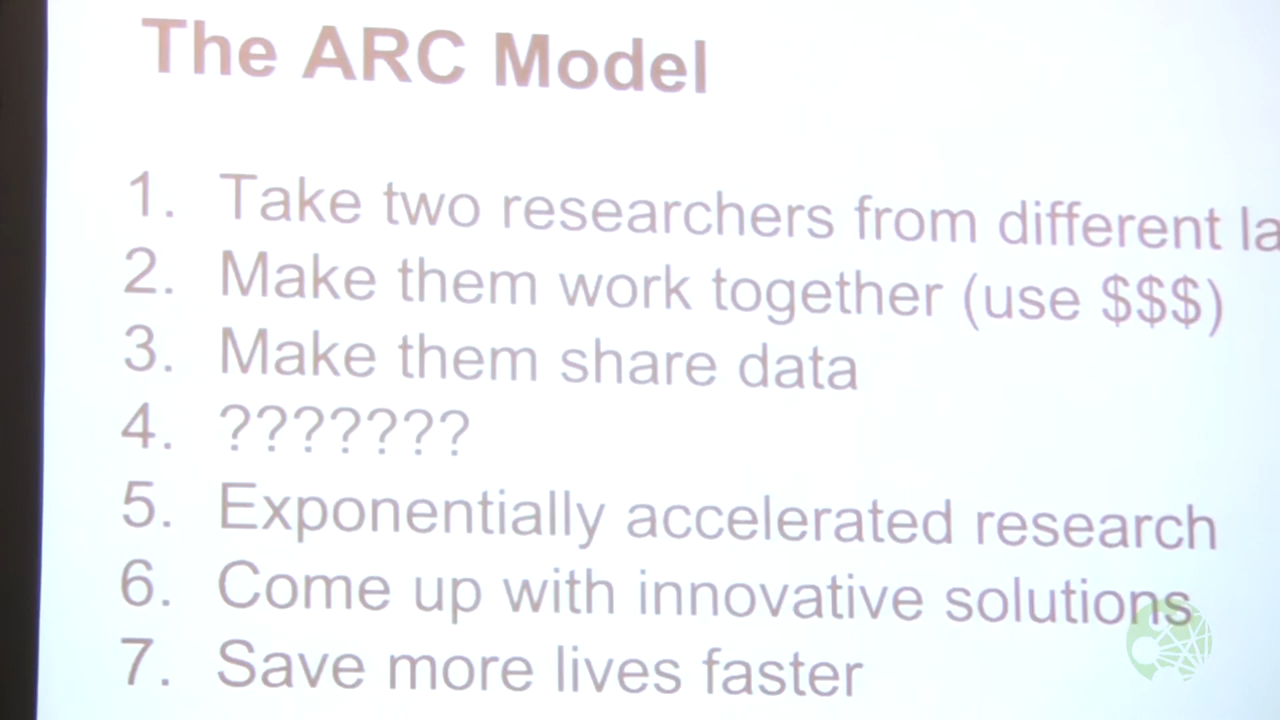 The ARC Model
1. Take two researchers from different
2. Make them work together (use $$$)
3. Make them share data
4. ???????
5. Exponentially accelerated research
6. Come up with innovative solutions
7. Save more lives faster